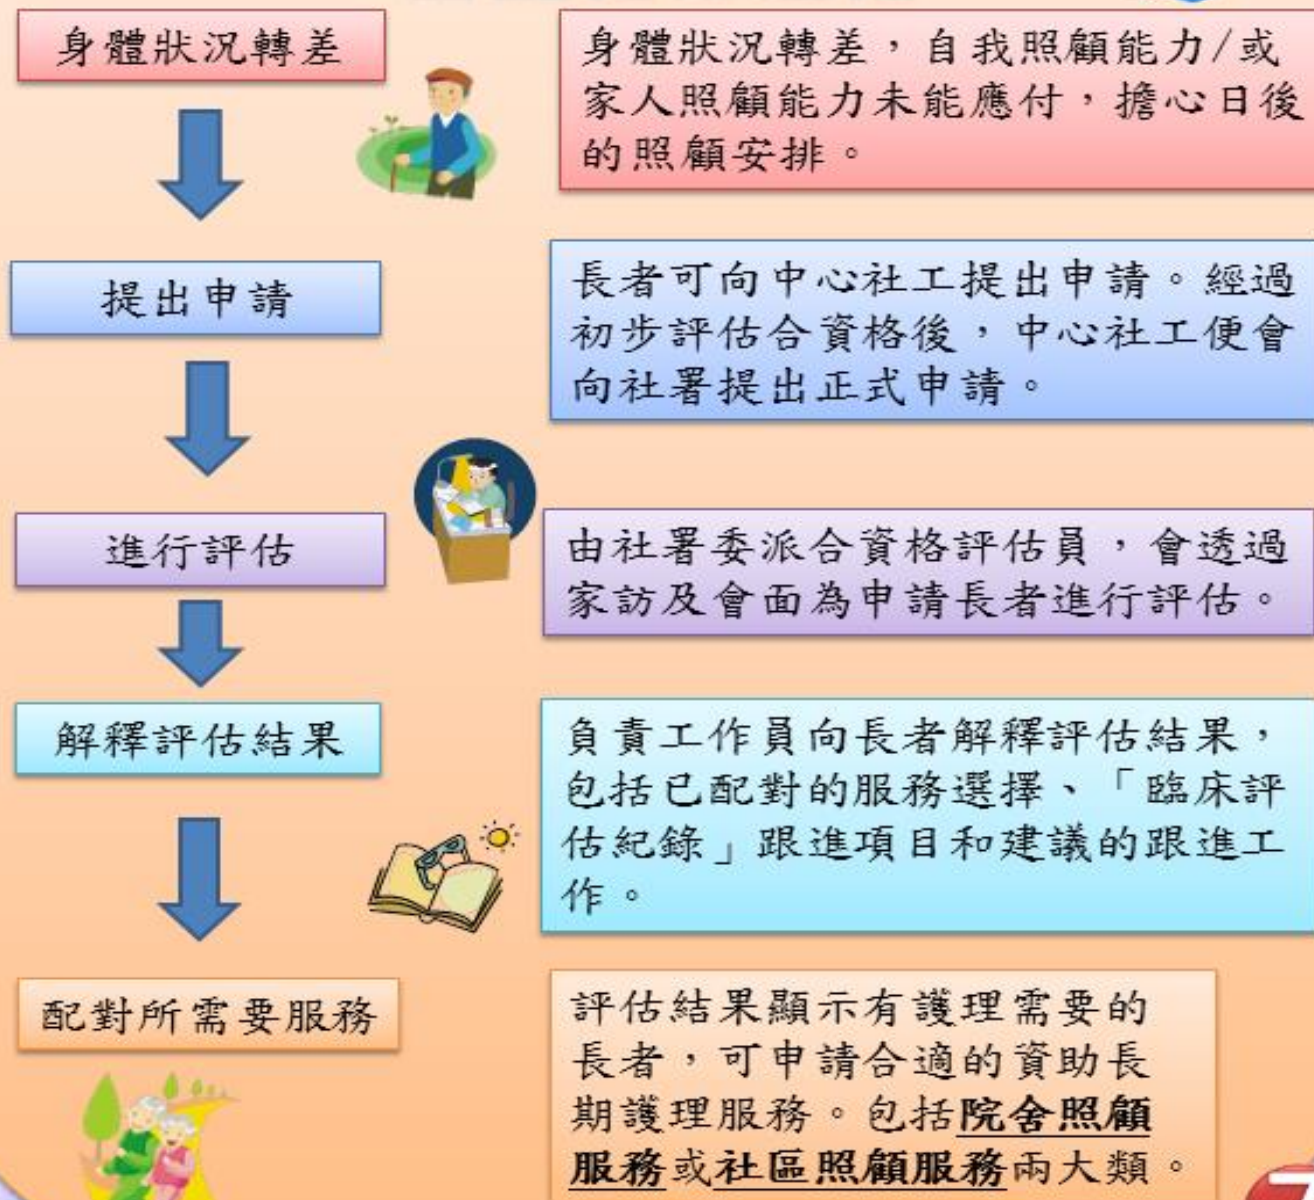 身體狀況轉差
身體狀況轉差，自我照顧能力/或
家人照顧能力未能應付，擔心日後
的照顧安排。
提出申請
長者可向中心社工提出申請。經過
初步評估合資格後，中心社工便會
向社署提出正式申請。
進行評估
由社署委派合資格評估員，會透過
家訪及會面為申請長者進行評估。
解釋評估結果
負責工作員向長者解釋評估結果，
包括已配對的服務選擇、「臨床評
估紀錄」跟進項目和建議的跟進工
作。
配對所需要服務
評估結果顯示有護理需要的
長者，可申請合適的資助長
期護理服務。包括院舍照顧
服務或社區照顧服務兩大類。